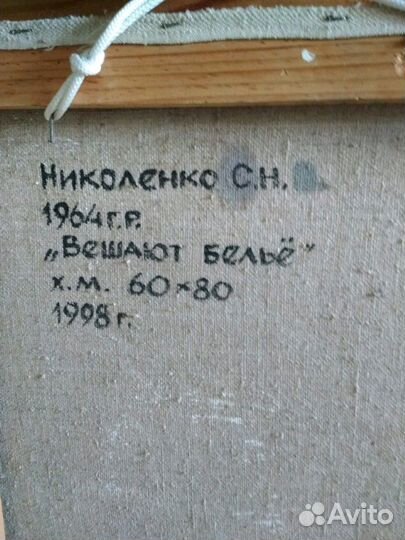 Николенко С.Н.
1964 г.р.
„Вешают бельё"
х.м. 60×80
1998 г.
Avito